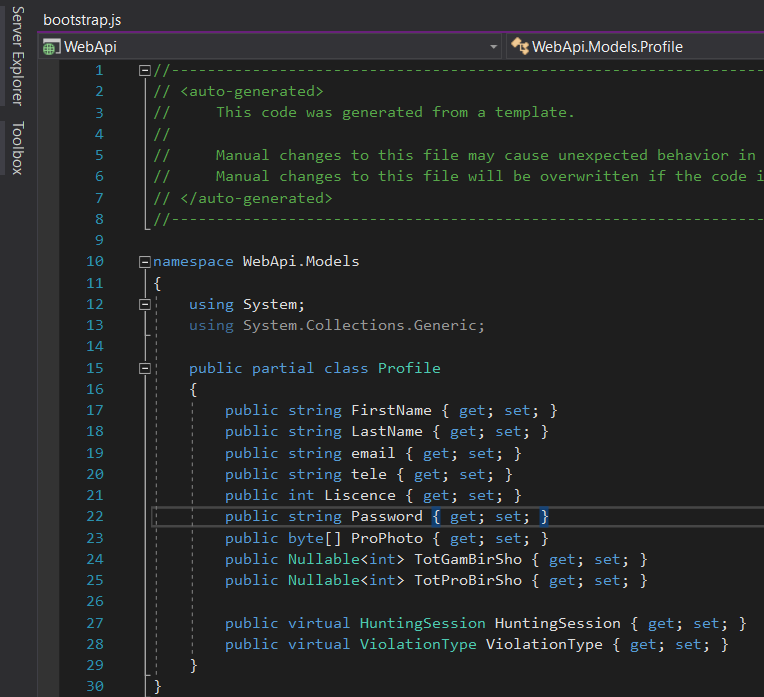 bootstrap.js
Server Explorer
Toolbox
WebApi WebApi.Models.Profile
1 //------------------------------------------------------------------
2 // <auto-generated>
3 //     This code was generated from a template.
4 //
5 //     Manual changes to this file may cause unexpected behavior in
6 //     Manual changes to this file will be overwritten if the code
7 // </auto-generated>
8 //------------------------------------------------------------------
9
10 namespace WebApi.Models
11 {
12     using System;
13     using System.Collections.Generic;
14
15     public partial class Profile
16     {
17         public string FirstName { get; set; }
18         public string LastName { get; set; }
19         public string email { get; set; }
20         public string tele { get; set; }
21         public int Liscence { get; set; }
22         public string Password { get; set; }
23         public byte[] ProPhoto { get; set; }
24         public Nullable<int> TotGamBirSho { get; set; }
25         public Nullable<int> TotProBirSho { get; set; }
26
27         public virtual HuntingSession HuntingSession { get; set; }
28         public virtual ViolationType ViolationType { get; set; }
29     }
30 }